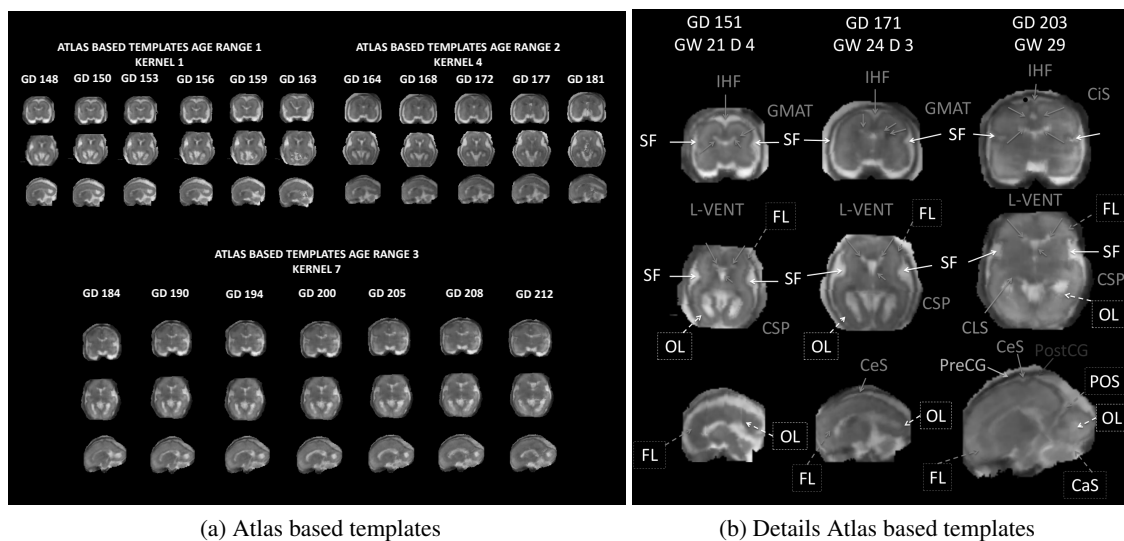 ATLAS BASED TEMPLATES AGE RANGE 1
KERNEL 1
GD 148 GD 150 GD 153 GD 156 GD 159 GD 163
ATLAS BASED TEMPLATES AGE RANGE 2
KERNEL 4
GD 164 GD 168 GD 172 GD 177 GD 181
ATLAS BASED TEMPLATES AGE RANGE 3
KERNEL 7
GD 184 GD 190 GD 194 GD 200 GD 205 GD 208 GD 212
(a) Atlas based templates
GD 151 GD 171 GD 203
GW 21 D 4 GW 24 D 3 GW 29
IHF IHF IHF
GMAT GMAT CiS
SF SF SF
L-VENT L-VENT L-VENT
FL FL FL
SF SF SF
CSP CSP CSP
OL OL CLS OL
CeS CeS PostCG
PreCG
POS
OL OL OL
FL FL FL
CaS
(b) Details Atlas based templates